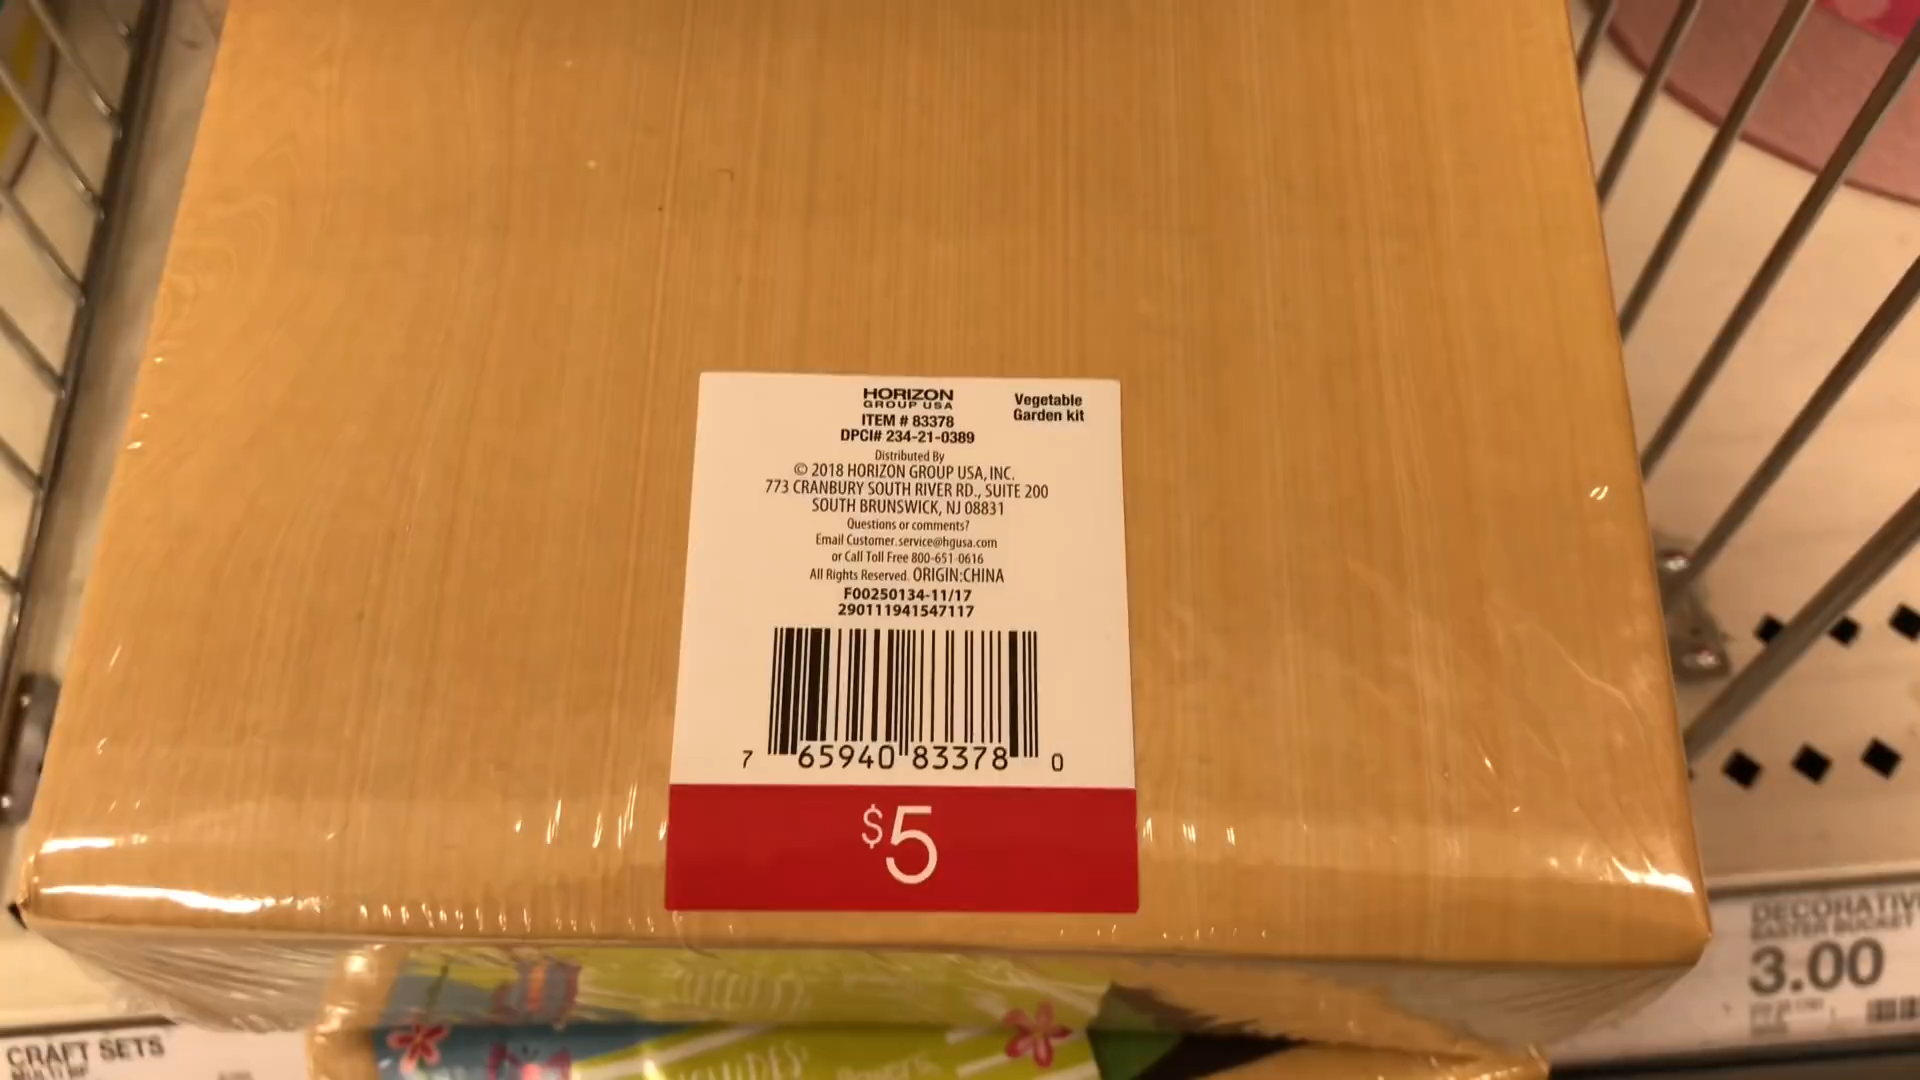 HORIZON
GROUP USA
Vegetable
Garden kit
ITEM # 83378
DPCI# 234-21-0389
Distributed By
© 2018 HORIZON GROUP USA, INC.
773 CRANBURY SOUTH RIVER RD., SUITE 200
SOUTH BRUNSWICK, NJ 08831
Questions or comments?
Email Customer.service@hgusa.com
or Call Toll Free 800-651-0616
All Rights Reserved. ORIGIN:CHINA
F00250134-11/17
290111941547117
7 65940 83378 0
$5
DECORATIV
EASTER BUCKET
3.00
CRAFT SETS